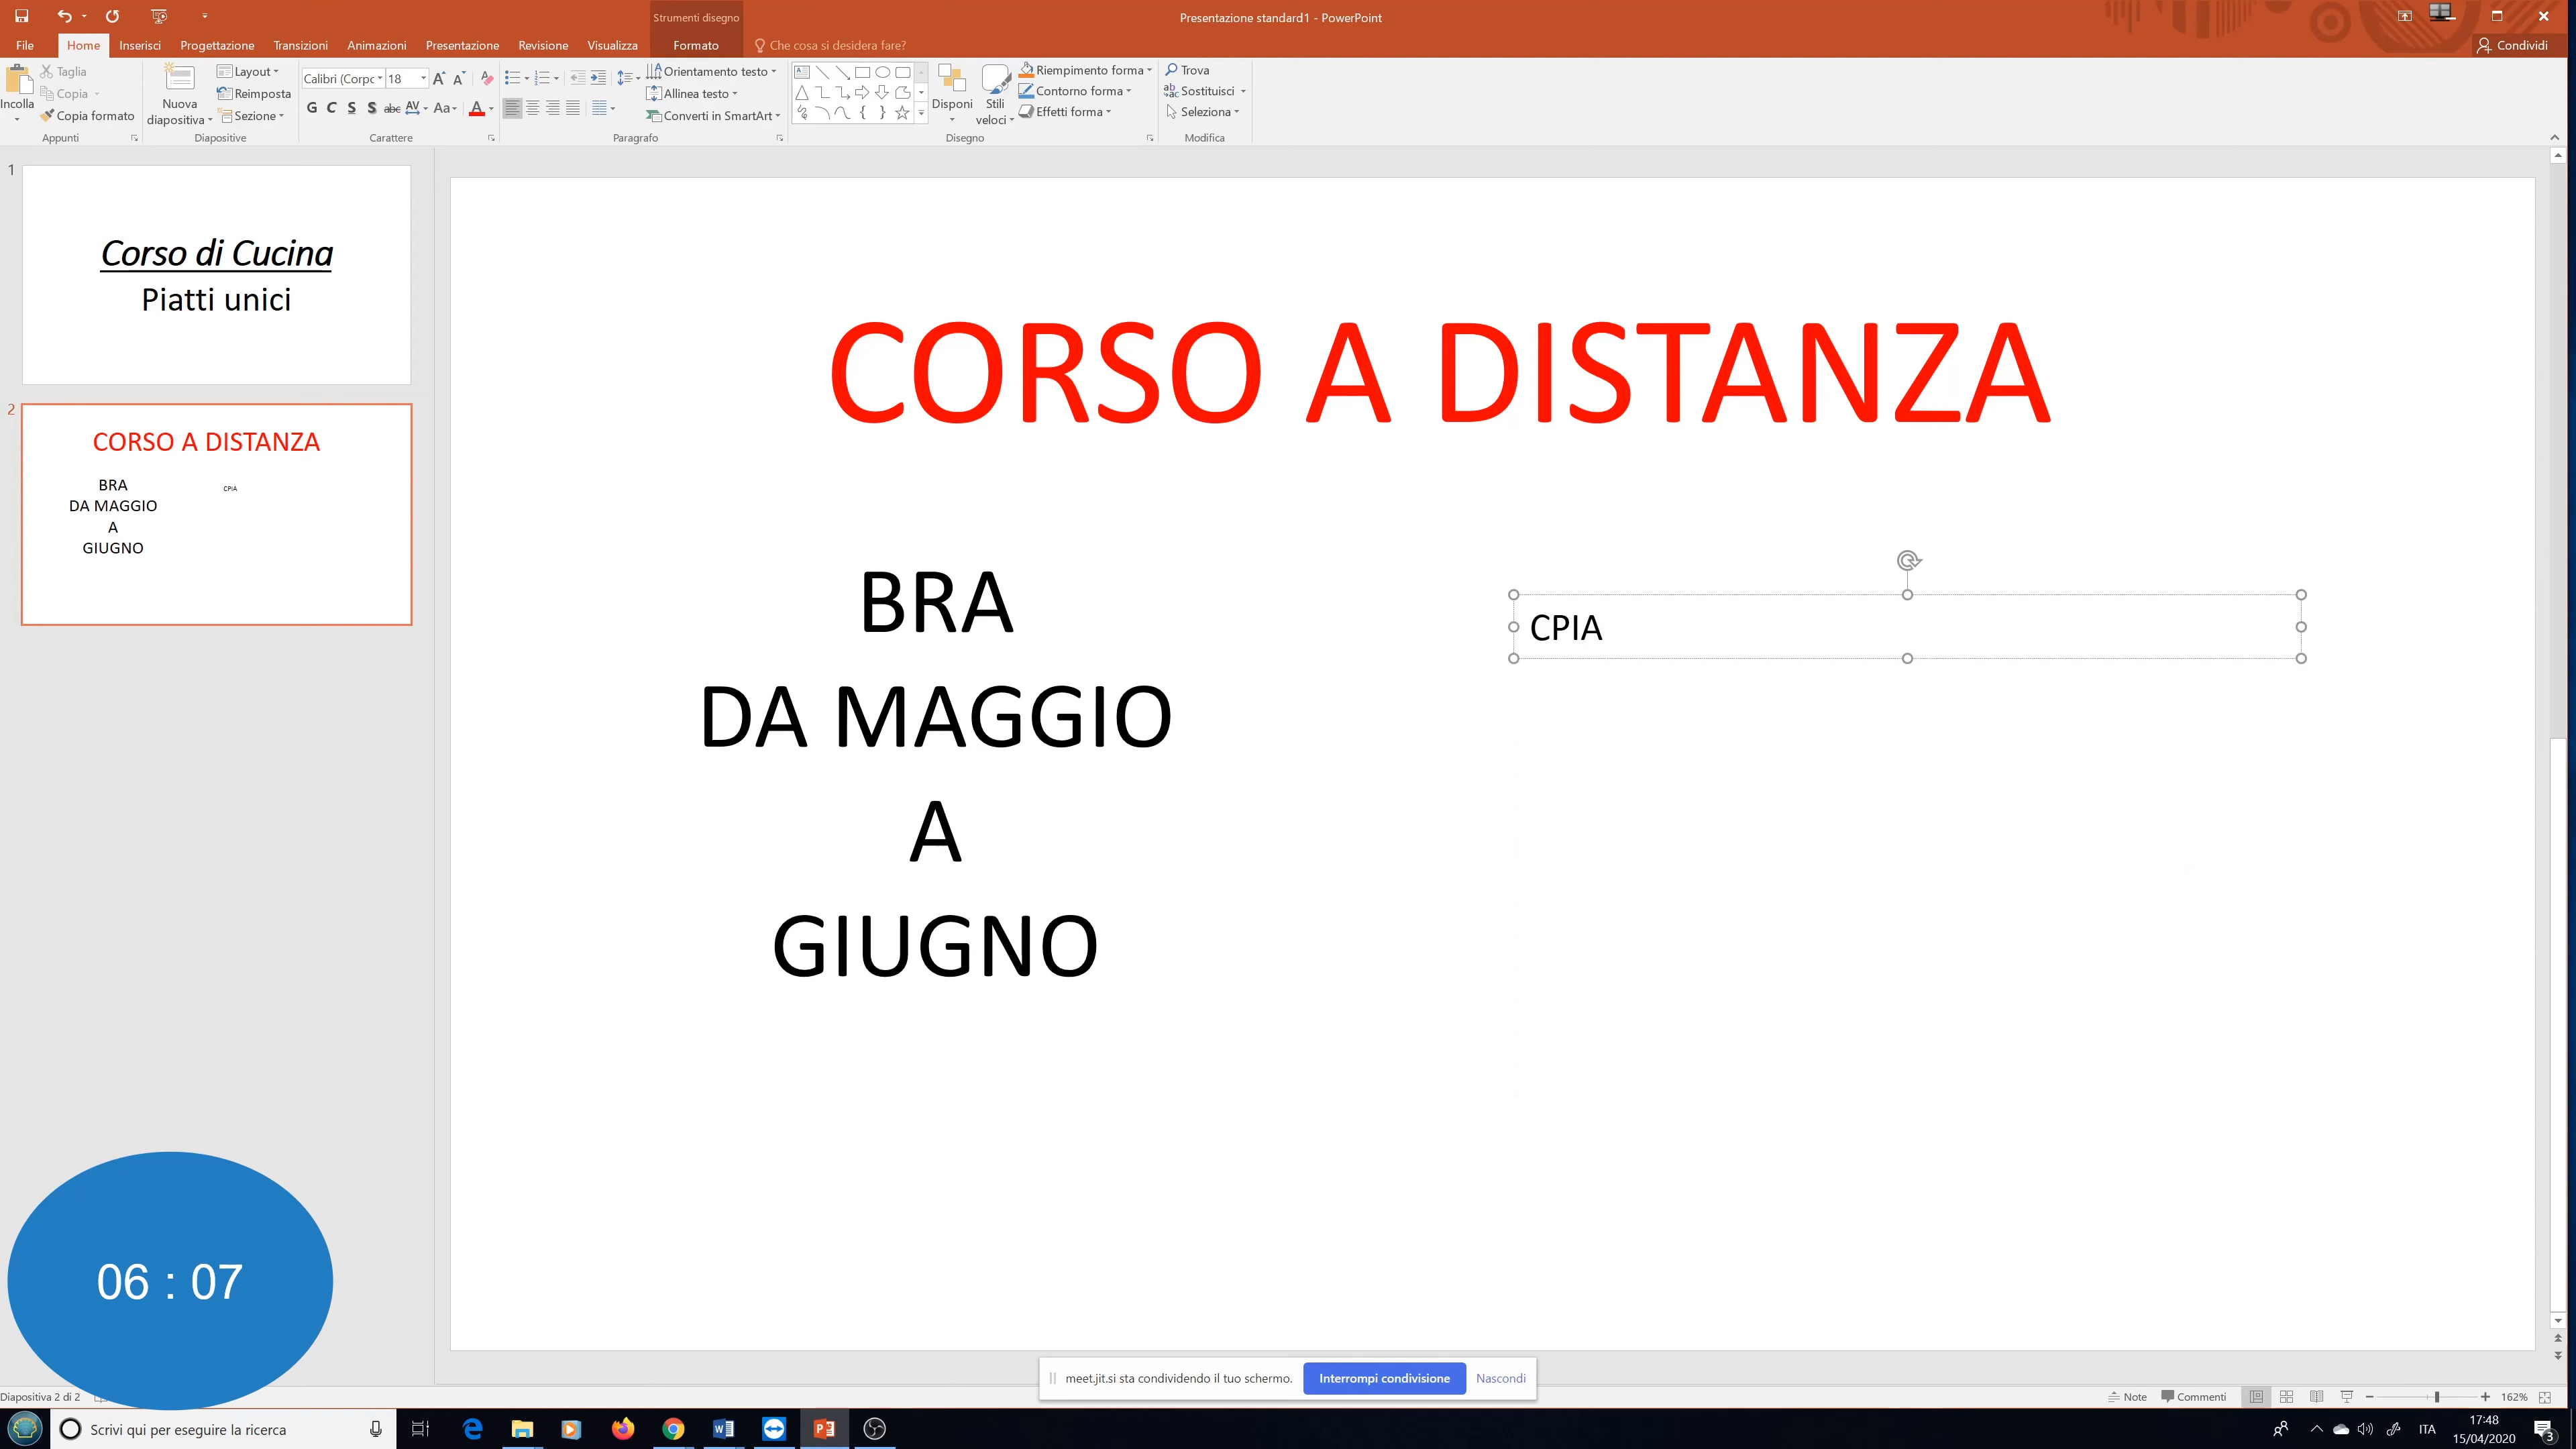 Strumenti disegno
Presentazione standard1 - PowerPoint
File Home Inserisci Progettazione Transizioni Animazioni Presentazione Revisione Visualizza Formato Che cosa si desidera fare? Condividi
Incolla
Taglia
Copia
Copia formato
Appunti
Nuova diapositiva
Layout
Reimposta
Sezione
Diapositive
Calibri (Corpc 18
G C S S abc AV Aa A
Carattere
Orientamento testo
Allinea testo
Converti in SmartArt
Paragrafo
Disponi
Stili veloci
Riempimento forma
Contorno forma
Effetti forma
Disegno
Trova
Sostituisci
Seleziona
Modifica
1
Corso di Cucina
Piatti unici
2
CORSO A DISTANZA
BRA
DA MAGGIO
A
GIUGNO
CPIA
CORSO A DISTANZA
BRA
DA MAGGIO
A
GIUGNO
CPIA
06 : 07
meet.jit.si sta condividendo il tuo schermo. Interrompi condivisione Nascondi
Diapositiva 2 di 2
Note Commenti 162%
Scrivi qui per eseguire la ricerca
ITA
17:48
15/04/2020
3